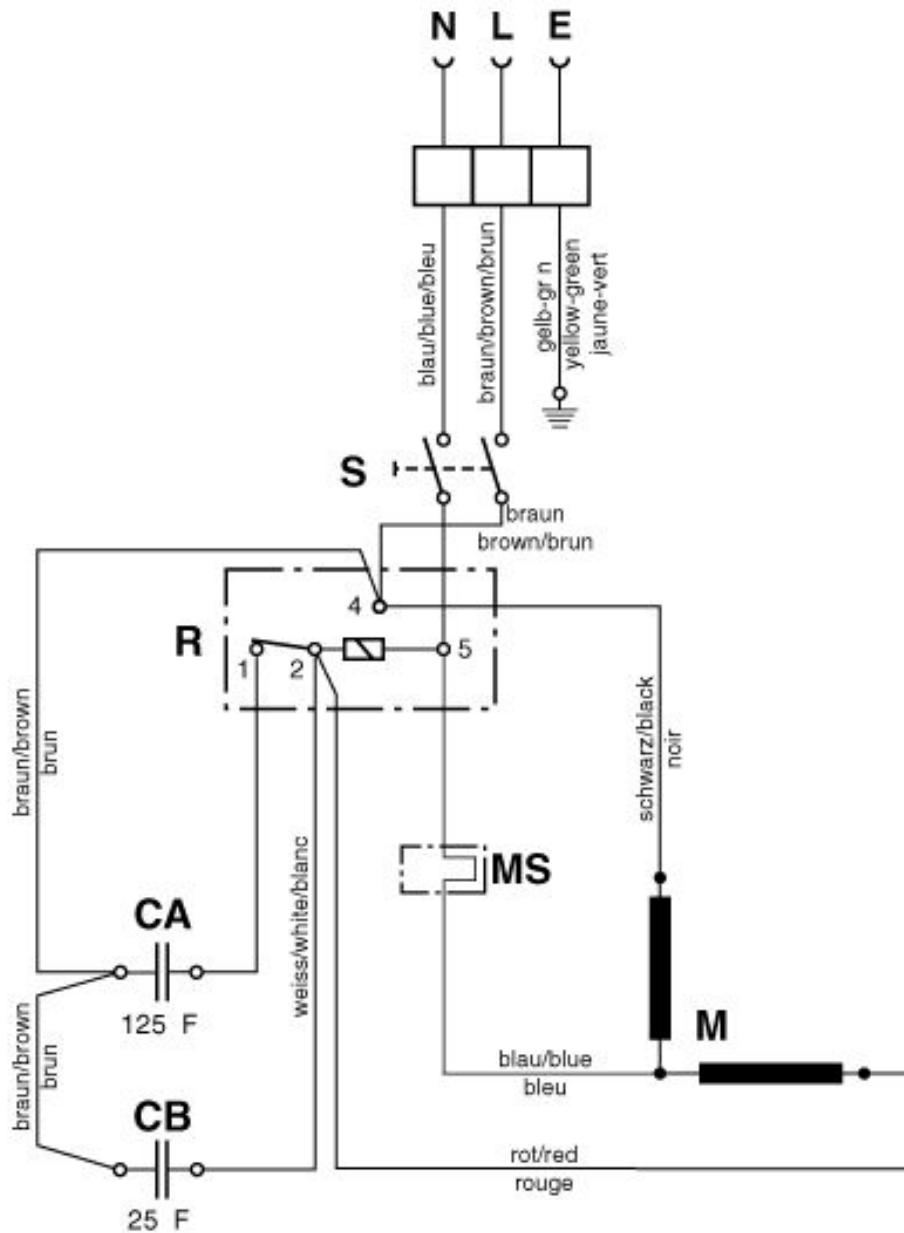 N L E
blau/blue/bleu
braun/brown/brun
gelb-gr n
yellow-green
jaune-vert
S
braun
brown/brun
4
R
1
2
5
braun/brown
brun
schwarz/black
noir
weiss/white/blanc
MS
CA
125 F
M
braun/brown
brun
blau/blue
bleu
CB
25 F
rot/red
rouge